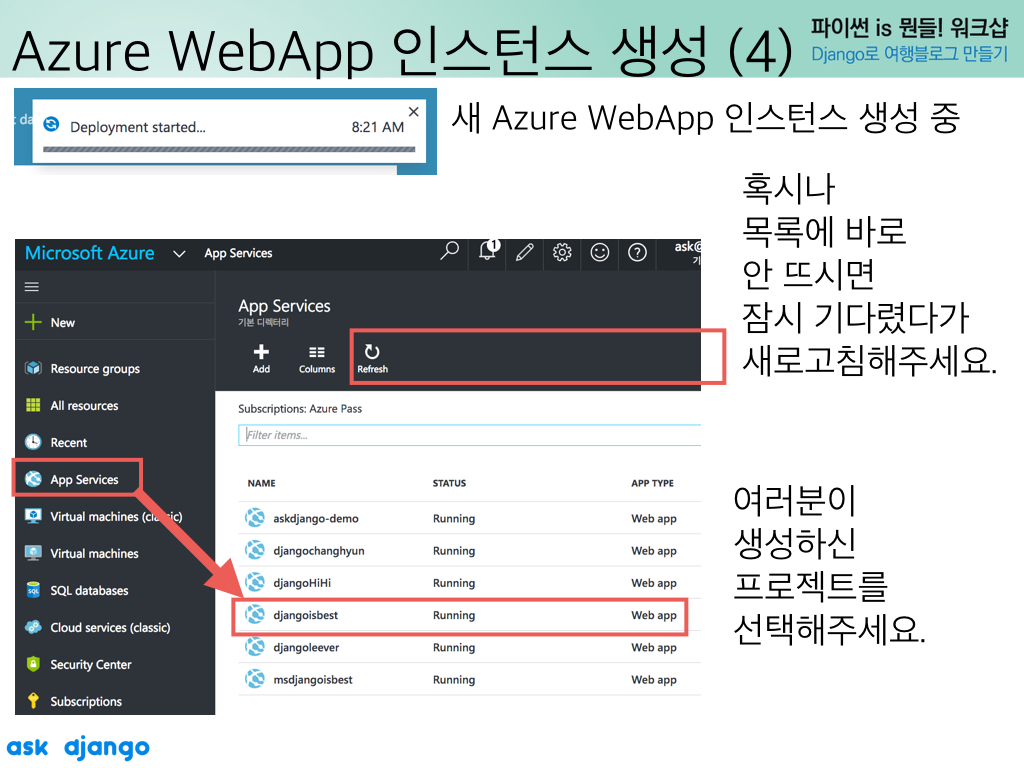 Azure WebApp 인스턴스 생성 (4)
파이썬 is 뭔들! 워크샵
Django로 여행블로그 만들기
t da
Deployment started...
8:21 AM
새 Azure WebApp 인스턴스 생성 중
혹시나
목록에 바로
안 뜨시면
잠시 기다렸다가
새로고침해주세요.
Microsoft Azure
App Services
1
ask@
기
New
Resource groups
All resources
Recent
App Services
Virtual machines (classic)
Virtual machines
SQL databases
Cloud services (classic)
Security Center
Subscriptions
App Services
기본 디렉터리
Add Columns Refresh
Subscriptions: Azure Pass
Filter items...
NAME STATUS APP TYPE
askdjango-demo Running Web app
djangochanghyun Running Web app
djangoHiHi Running Web app
djangoisbest Running Web app
djangoleever Running Web app
msdjangoisbest Running Web app
여러분이
생성하신
프로젝트를
선택해주세요.
ask django